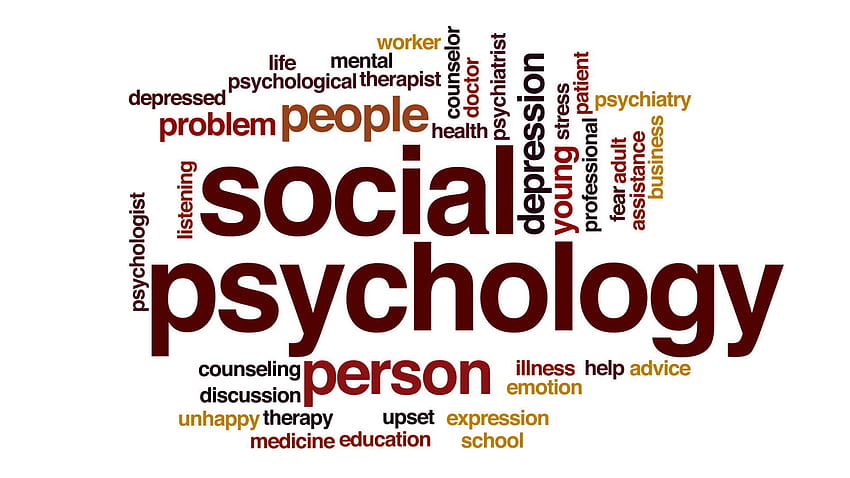 worker
life
mental
psychological
therapist
counselor
doctor
psychiatrist
depressed
problem
people
health
depression
stress
patient
psychiatry
young
professional
fear
adult
assistance
business
listening
social
psychologist
psychology
counseling
person
illness
help
advice
discussion
emotion
unhappy
therapy
upset
expression
medicine
education
school